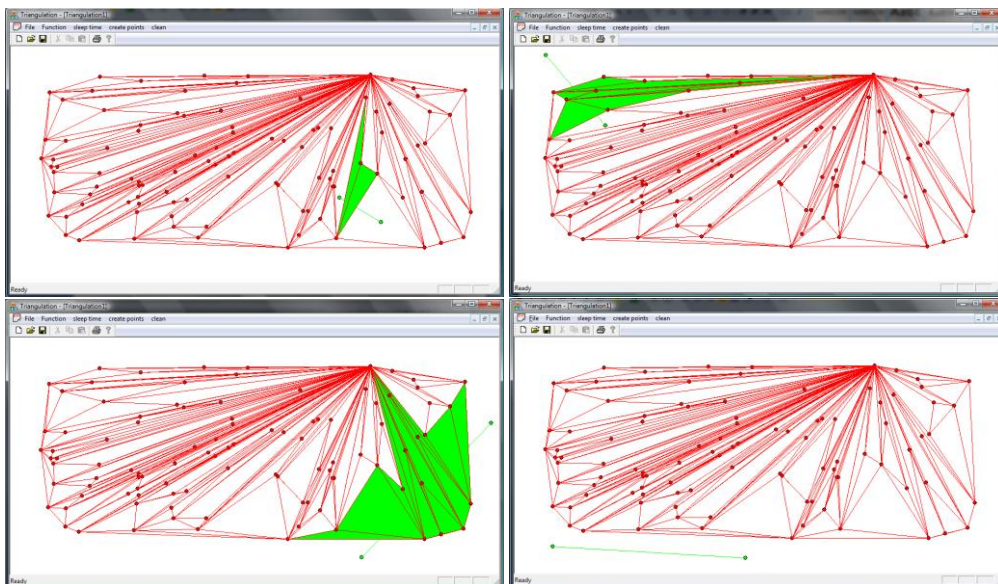 Triangulation - [Triangulation1]
File Function sleep time create points clean
Ready
Triangulation - [Triangulation1]
File Function sleep time create points clean
Ready
Triangulation - [Triangulation1]
File Function sleep time create points clean
Ready
Triangulation - [Triangulation1]
File Function sleep time create points clean
Ready